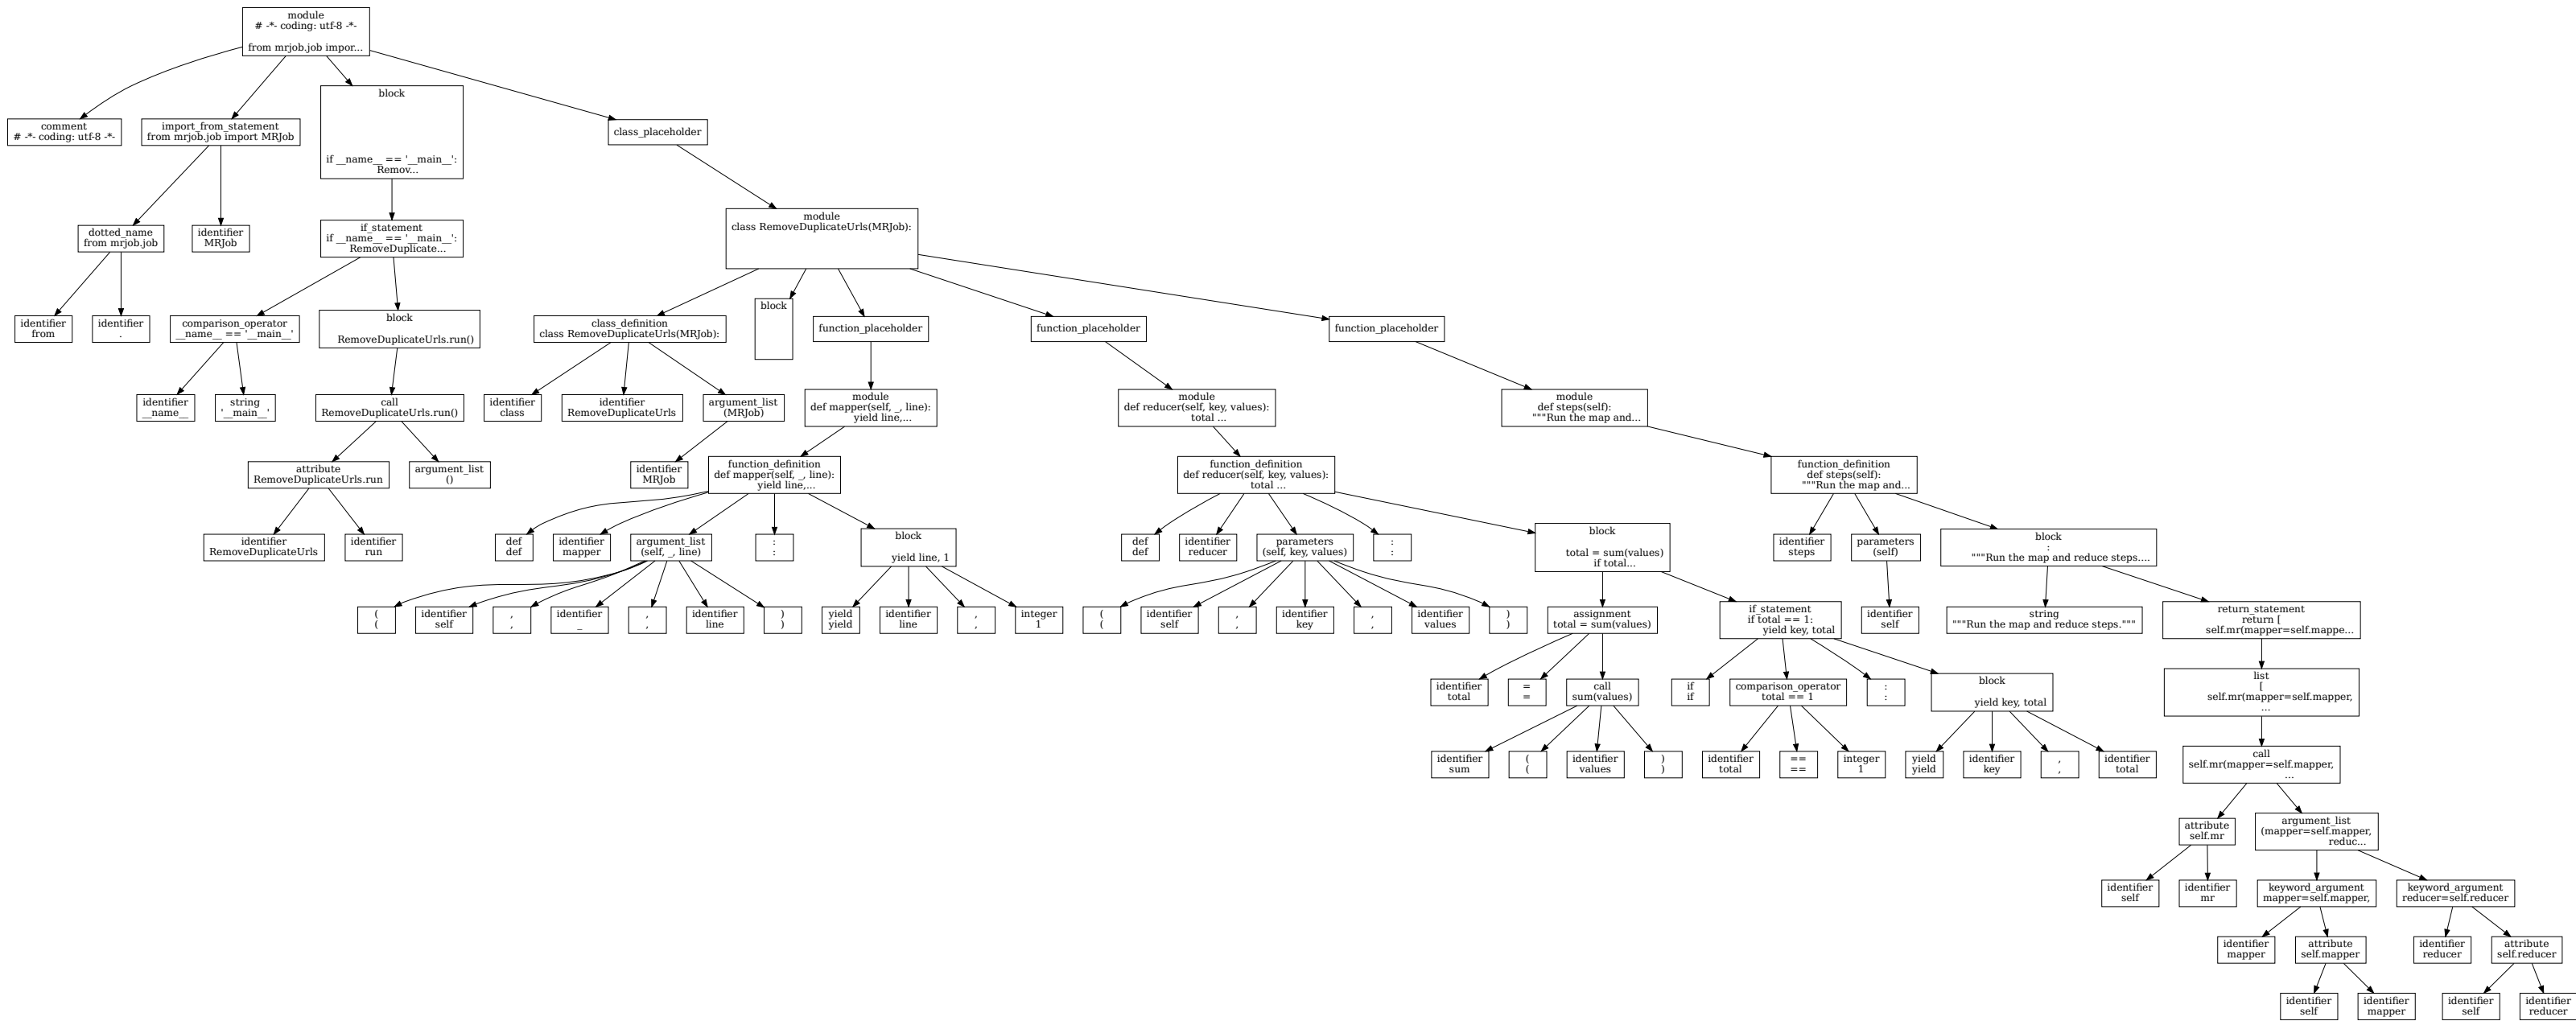 module
# -*- coding: utf-8 -*-
from mrjob.job impor...
block
if __name__ == '__main__':
Remov...
comment
# -*- coding: utf-8 -*-
import_from_statement
from mrjob.job import MRJob
class_placeholder
module
class RemoveDuplicateUrls(MRJob):
dotted_name
from mrjob.job
identifier
MRJob
if_statement
if __name__ == '__main__':
RemoveDuplicate...
identifier
from
identifier
.
comparison_operator
__name__ == '__main__'
block
RemoveDuplicateUrls.run()
class_definition
class RemoveDuplicateUrls(MRJob):
block
function_placeholder
function_placeholder
function_placeholder
identifier
__name__
string
'__main__'
call
RemoveDuplicateUrls.run()
identifier
class
identifier
RemoveDuplicateUrls
argument_list
(MRJob)
module
def mapper(self, _, line):
yield line,...
module
def reducer(self, key, values):
total ...
module
def steps(self):
"""Run the map and...
attribute
RemoveDuplicateUrls.run
argument_list
()
identifier
MRJob
function_definition
def mapper(self, _, line):
yield line,...
function_definition
def reducer(self, key, values):
total ...
function_definition
def steps(self):
"""Run the map and...
identifier
RemoveDuplicateUrls
identifier
run
def
def
identifier
mapper
argument_list
(self, _, line)
:
:
block
yield line, 1
def
def
identifier
reducer
parameters
(self, key, values)
:
:
block
total = sum(values)
if total...
identifier
steps
parameters
(self)
block
:
"""Run the map and reduce steps....
(
(
identifier
self
,
,
identifier
_
,
,
identifier
line
)
)
yield
yield
identifier
line
,
,
integer
1
(
(
identifier
self
,
,
identifier
key
,
,
identifier
values
)
)
assignment
total = sum(values)
if_statement
if total == 1:
yield key, total
identifier
self
string
"""Run the map and reduce steps."""
return_statement
return [
self.mr(mapper=self.mappe...
identifier
total
=
=
call
sum(values)
if
if
comparison_operator
total == 1
:
:
block
yield key, total
list
[
self.mr(mapper=self.mapper,
...
identifier
sum
(
(
identifier
values
)
)
identifier
total
==
==
integer
1
yield
yield
identifier
key
,
,
identifier
total
call
self.mr(mapper=self.mapper,
...
attribute
self.mr
argument_list
(mapper=self.mapper,
reduc...
identifier
self
identifier
mr
keyword_argument
mapper=self.mapper,
keyword_argument
reducer=self.reducer
identifier
mapper
attribute
self.mapper
identifier
reducer
attribute
self.reducer
identifier
self
identifier
mapper
identifier
self
identifier
reducer